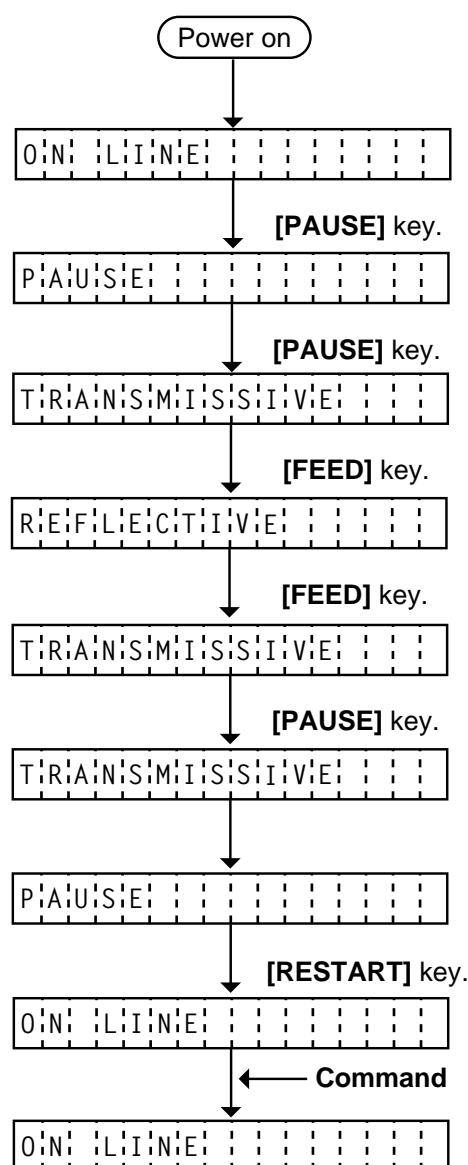 Power on
ON LINE
[PAUSE] key.
PAUSE
[PAUSE] key.
TRANSMISSIVE
[FEED] key.
REFLECTIVE
[FEED] key.
TRANSMISSIVE
[PAUSE] key.
TRANSMISSIVE
PAUSE
[RESTART] key.
ON LINE
Command
ON LINE